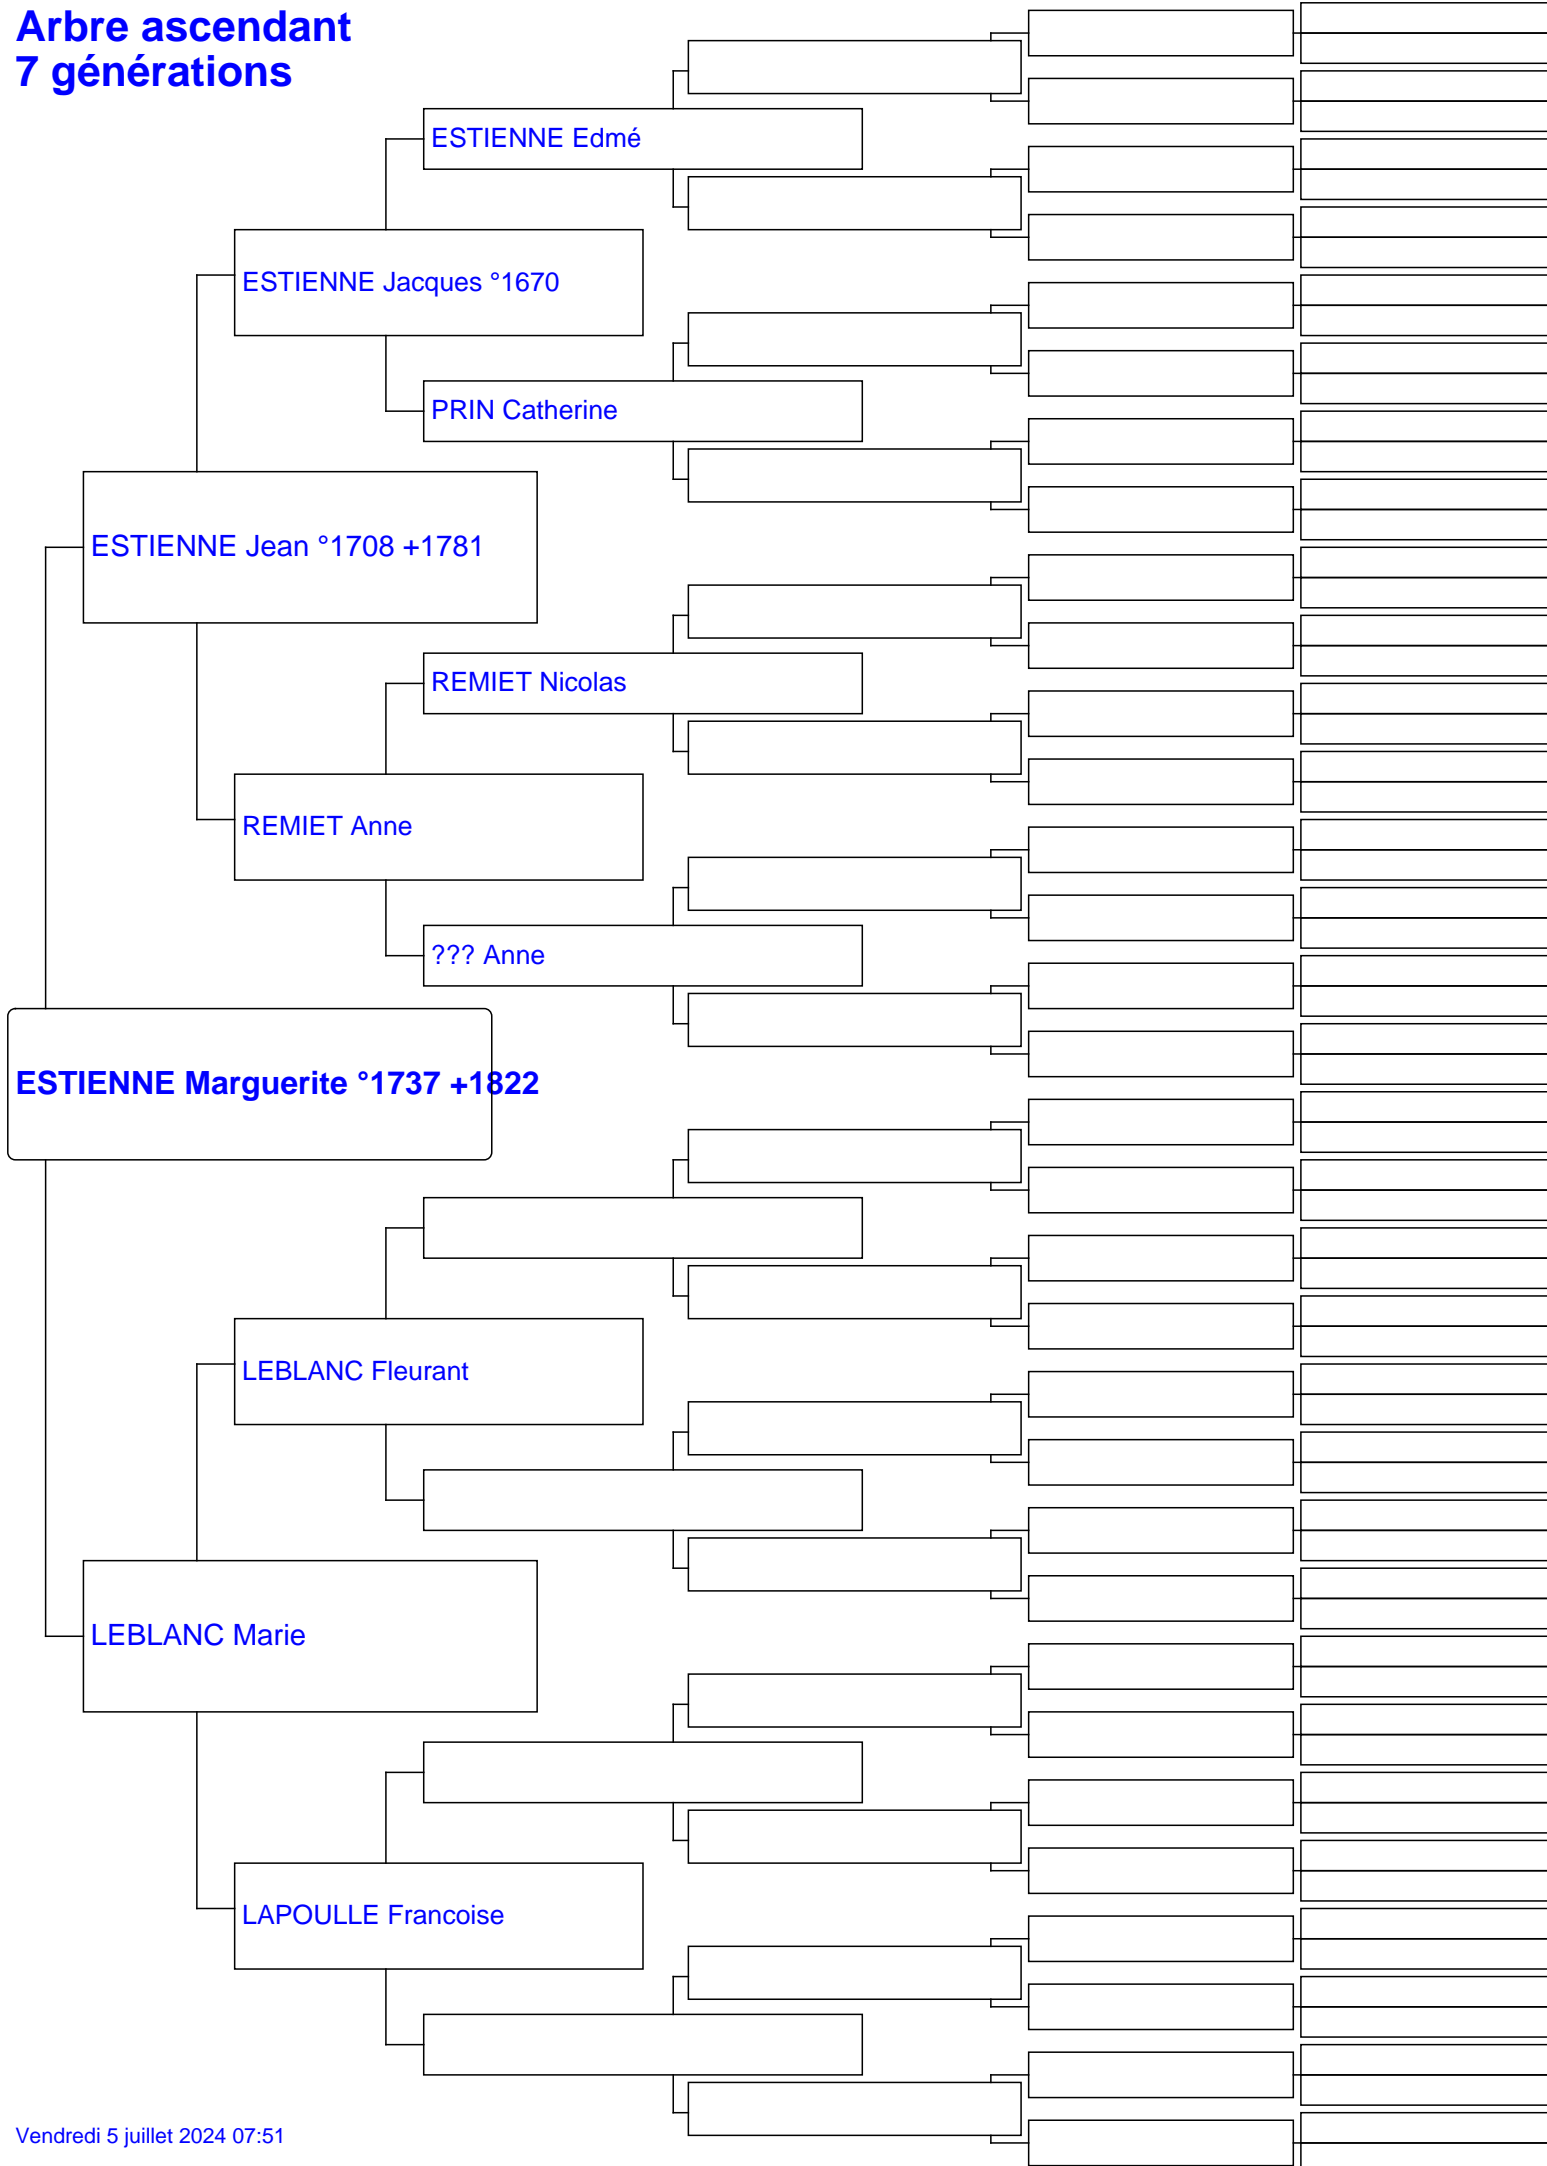 Arbre ascendant
7 générations
ESTIENNE Edmé
ESTIENNE Jacques °1670
PRIN Catherine
ESTIENNE Jean °1708 +1781
REMIET Nicolas
REMIET Anne
??? Anne
ESTIENNE Marguerite °1737 +1822
LEBLANC Fleurant
LEBLANC Marie
LAPOULLE Francoise
Vendredi 5 juillet 2024 07:51